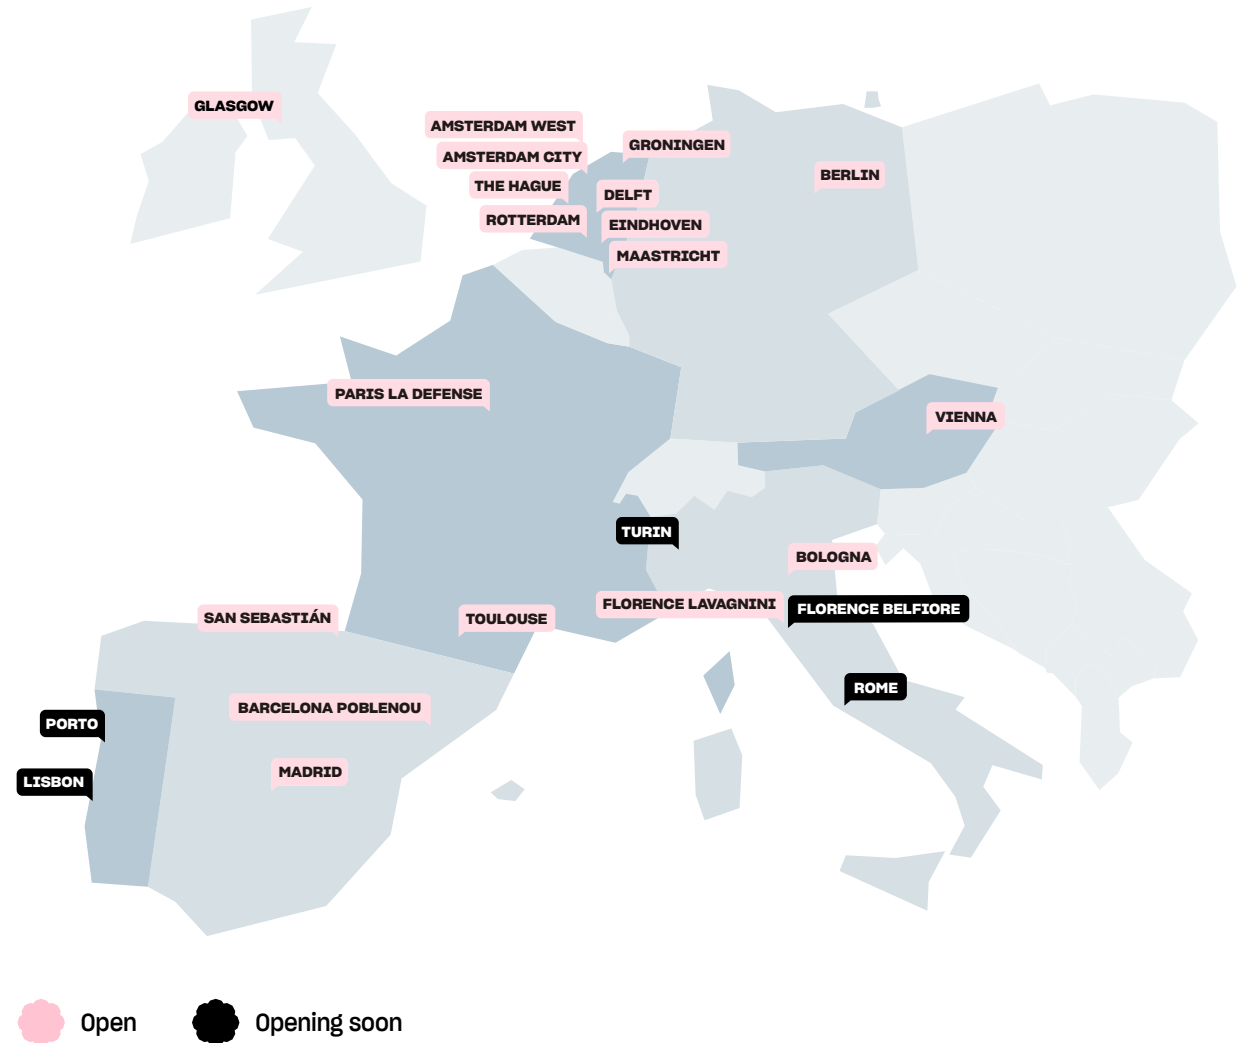 GLASGOW
AMSTERDAM WEST
AMSTERDAM CITY
THE HAGUE
ROTTERDAM
GRONINGEN
DELFT
EINDHOVEN
MAASTRICHT
BERLIN
PARIS LA DEFENSE
VIENNA
TURIN
BOLOGNA
FLORENCE LAVAGNINI
FLORENCE BELFIORE
SAN SEBASTIÁN
TOULOUSE
ROME
BARCELONA POBLENOU
PORTO
MADRID
LISBON
Open
Opening soon